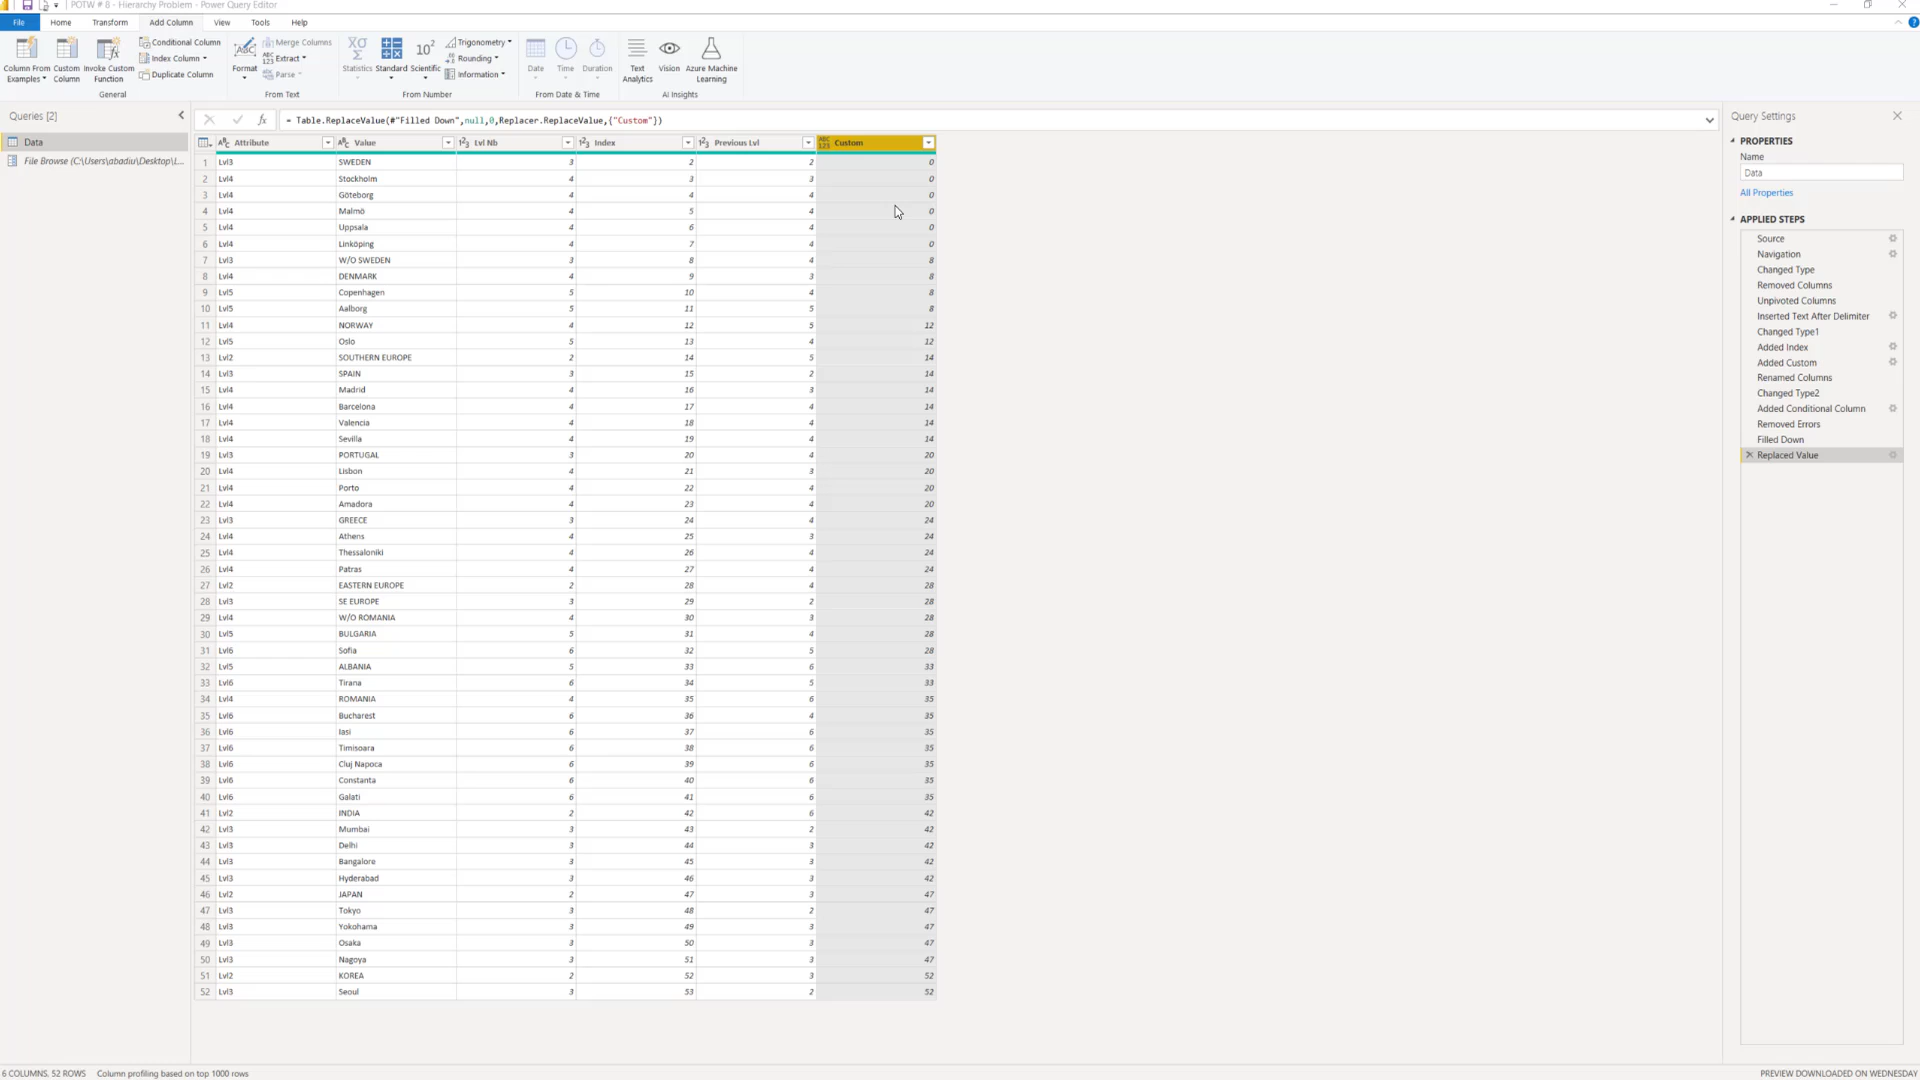 POTW # 8 - Hierarchy Problem - Power Query Editor
File Home Transform Add Column View Tools Help
Column From Examples
Custom Column
Invoke Custom Function
Conditional Column
Index Column
Duplicate Column
General
Format
Merge Columns
Extract
Parse
From Text
Statistics
Standard
Scientific
Trigonometry
Rounding
Information
From Number
Date
Time
Duration
From Date & Time
Text Analytics
Vision
Azure Machine Learning
AI Insights
Queries [2]
Data
File Browse (C:\Users\abadiu\Desktop\L...
= Table.ReplaceValue(#"Filled Down",null,0,Replacer.ReplaceValue,{"Custom"})
Attribute Value Lvl Nb Index Previous Lvl Custom
1 Lvl3 SWEDEN 3 2 2 0
2 Lvl4 Stockholm 4 3 3 0
3 Lvl4 Göteborg 4 4 4 0
4 Lvl4 Malmö 4 5 4 0
5 Lvl4 Uppsala 4 6 4 0
6 Lvl4 Linköping 4 7 4 0
7 Lvl3 W/O SWEDEN 3 8 4 8
8 Lvl4 DENMARK 4 9 3 8
9 Lvl5 Copenhagen 5 10 4 8
10 Lvl5 Aalborg 5 11 5 8
11 Lvl4 NORWAY 4 12 5 12
12 Lvl5 Oslo 5 13 4 12
13 Lvl2 SOUTHERN EUROPE 2 14 5 14
14 Lvl3 SPAIN 3 15 2 14
15 Lvl4 Madrid 4 16 3 14
16 Lvl4 Barcelona 4 17 4 14
17 Lvl4 Valencia 4 18 4 14
18 Lvl4 Sevilla 4 19 4 14
19 Lvl3 PORTUGAL 3 20 4 20
20 Lvl4 Lisbon 4 21 3 20
21 Lvl4 Porto 4 22 4 20
22 Lvl4 Amadora 4 23 4 20
23 Lvl3 GREECE 3 24 4 24
24 Lvl4 Athens 4 25 3 24
25 Lvl4 Thessaloniki 4 26 4 24
26 Lvl4 Patras 4 27 4 24
27 Lvl2 EASTERN EUROPE 2 28 4 28
28 Lvl3 SE EUROPE 3 29 2 28
29 Lvl4 W/O ROMANIA 4 30 3 28
30 Lvl5 BULGARIA 5 31 4 28
31 Lvl6 Sofia 6 32 5 28
32 Lvl5 ALBANIA 5 33 6 33
33 Lvl6 Tirana 6 34 5 33
34 Lvl4 ROMANIA 4 35 6 35
35 Lvl6 Bucharest 6 36 4 35
36 Lvl6 Iasi 6 37 6 35
37 Lvl6 Timisoara 6 38 6 35
38 Lvl6 Cluj Napoca 6 39 6 35
39 Lvl6 Constanta 6 40 6 35
40 Lvl6 Galati 6 41 6 35
41 Lvl2 INDIA 2 42 6 42
42 Lvl3 Mumbai 3 43 2 42
43 Lvl3 Delhi 3 44 3 42
44 Lvl3 Bangalore 3 45 3 42
45 Lvl3 Hyderabad 3 46 3 42
46 Lvl2 JAPAN 2 47 3 47
47 Lvl3 Tokyo 3 48 2 47
48 Lvl3 Yokohama 3 49 3 47
49 Lvl3 Osaka 3 50 3 47
50 Lvl3 Nagoya 3 51 3 47
51 Lvl2 KOREA 2 52 3 52
52 Lvl3 Seoul 3 53 2 52
Query Settings
PROPERTIES
Name
Data
All Properties
APPLIED STEPS
Source
Navigation
Changed Type
Removed Columns
Unpivoted Columns
Inserted Text After Delimiter
Changed Type1
Added Index
Added Custom
Renamed Columns
Changed Type2
Added Conditional Column
Removed Errors
Filled Down
Replaced Value
6 COLUMNS, 52 ROWS Column profiling based on top 1000 rows
PREVIEW DOWNLOADED ON WEDNESDAY